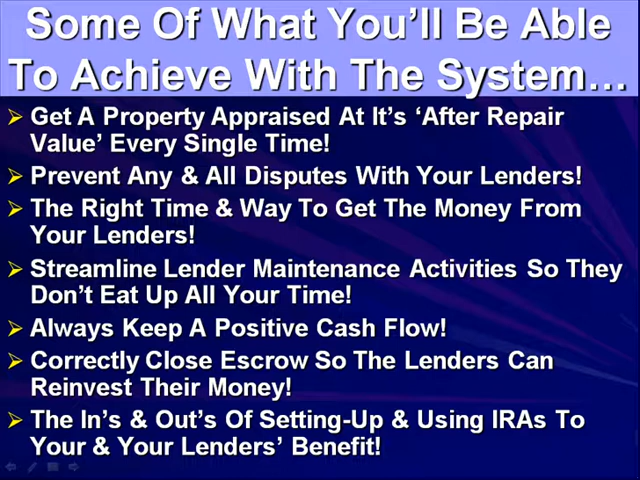 Some Of What You'll Be Able
To Achieve With The System…
Get A Property Appraised At It's ‘After Repair
Value’ Every Single Time!
Prevent Any & All Disputes With Your Lenders!
The Right Time & Way To Get The Money From
Your Lenders!
Streamline Lender Maintenance Activities So They
Don't Eat Up All Your Time!
Always Keep A Positive Cash Flow!
Correctly Close Escrow So The Lenders Can
Reinvest Their Money!
The In's & Out's Of Setting-Up & Using IRAs To
Your & Your Lenders’ Benefit!